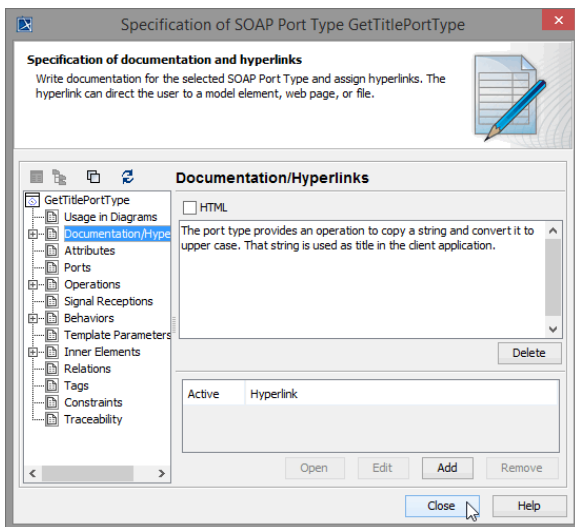 Specification of SOAP Port Type GetTitlePortType
Specification of documentation and hyperlinks
Write documentation for the selected SOAP Port Type and assign hyperlinks. The
hyperlink can direct the user to a model element, web page, or file.
Documentation/Hyperlinks
GetTitlePortType
Usage in Diagrams
Documentation/Hype
Attributes
Ports
Operations
Signal Receptions
Behaviors
Template Parameters
Inner Elements
Relations
Tags
Constraints
Traceability
HTML
The port type provides an operation to copy a string and convert it to
upper case. That string is used as title in the client application.
Delete
Active Hyperlink
Open Edit Add Remove
Close Help